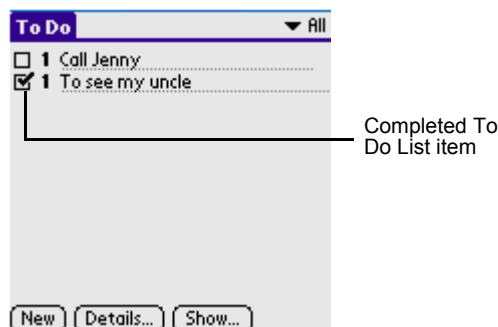 To Do All
1 Call Jenny
1 To see my uncle
Completed To
Do List item
New Details... Show...